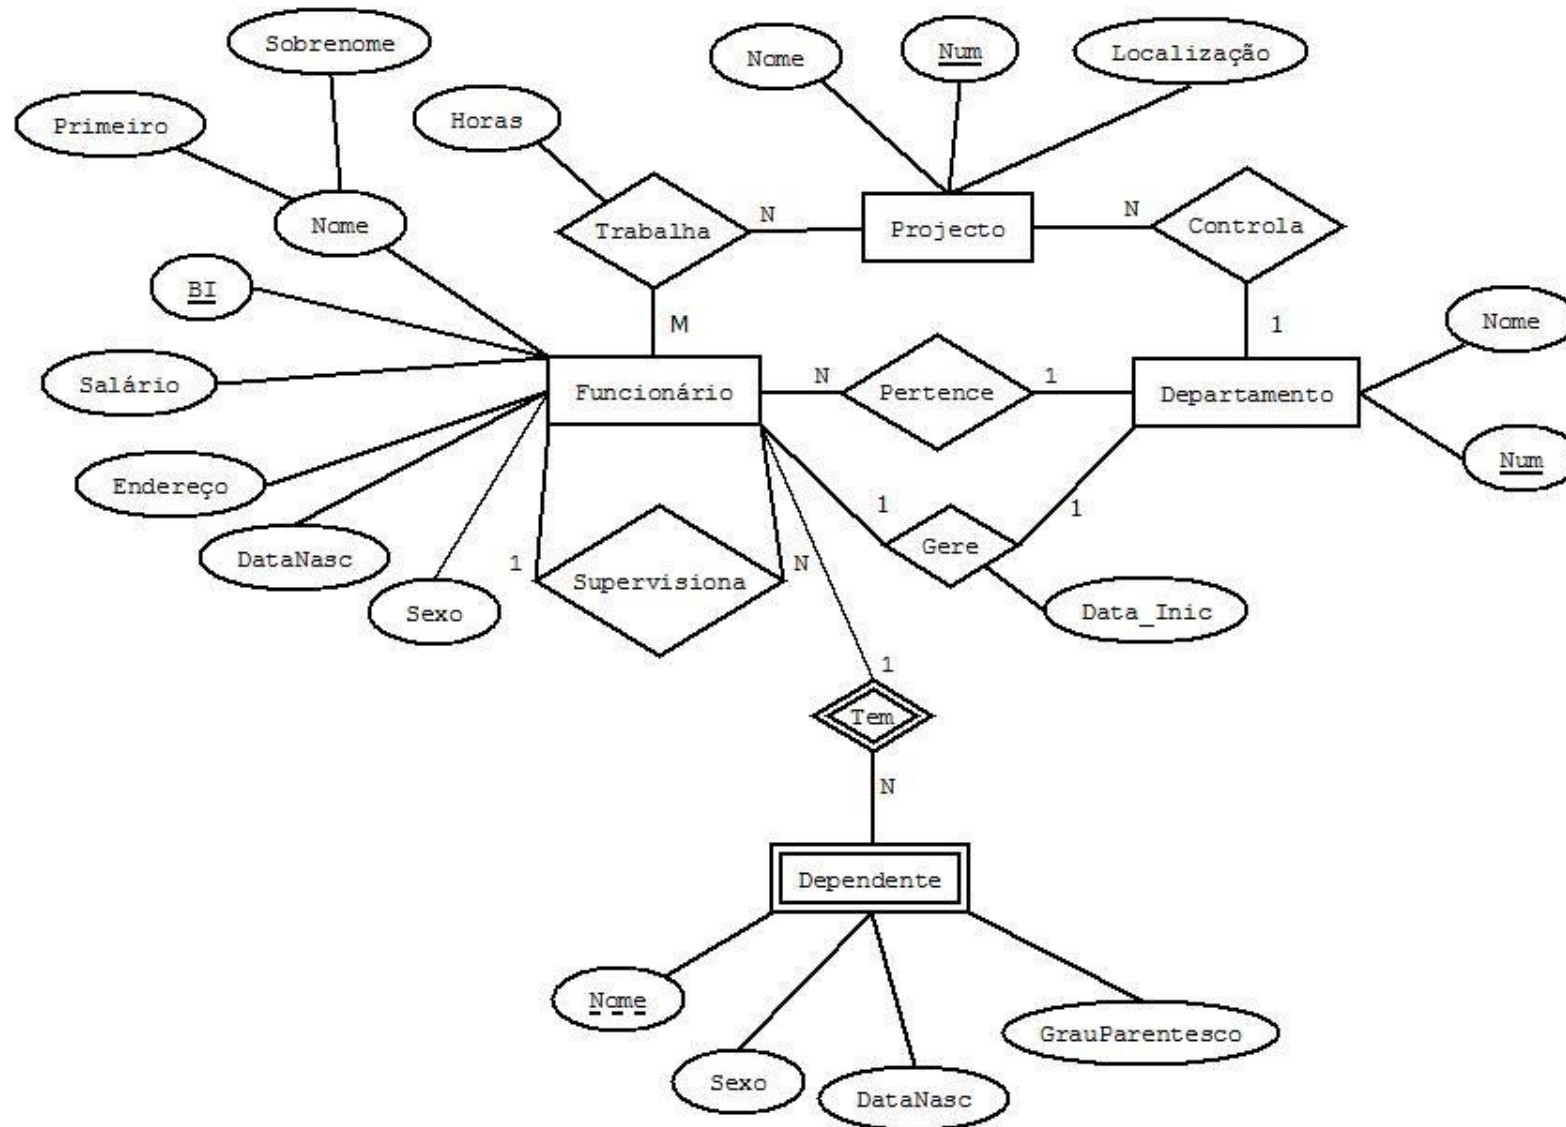 Sobrenome
Nome
Num
Localização
Primeiro
Horas
Nome
Trabalha
N
Projecto
N
Controla
BI
M
1
Nome
Salário
Funcionário
N
Pertence
1
Departamento
Num
Endereço
1
1
DataNasc
Gere
1
Supervisiona
N
Sexo
Data_Inic
1
Tem
N
Dependente
Nome
GrauParentesco
Sexo
DataNasc